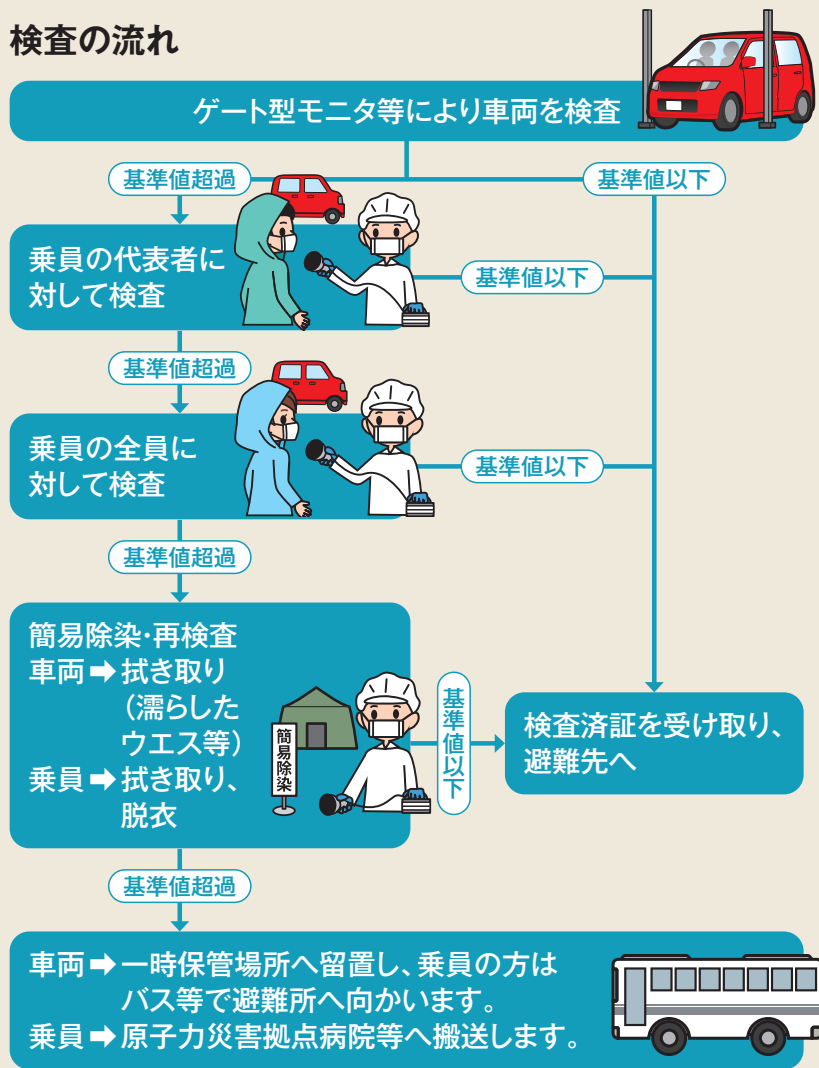 検査の流れ
ゲート型モニタ等により車両を検査
基準値超過
基準値以下
乗員の代表者に
対して検査
基準値以下
基準値超過
乗員の全員に
対して検査
基準値以下
基準値超過
簡易除染・再検査
車両➡拭き取り
（濡らした
ウエス等）
乗員➡拭き取り、
脱衣
簡易除染
基準値以下
検査済証を受け取り、
避難先へ
基準値超過
車両➡一時保管場所へ留置し、乗員の方は
バス等で避難所へ向かいます。
乗員➡原子力災害拠点病院等へ搬送します。